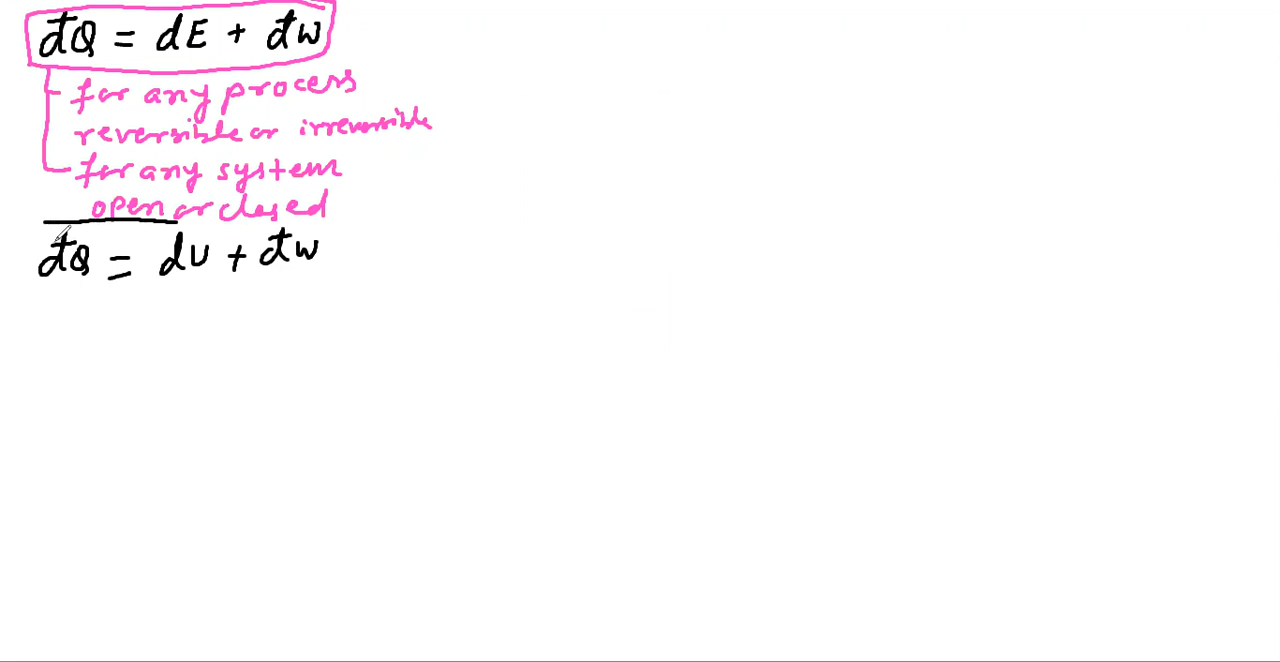 đQ = dE + đW
for any process
reversible or irreversible
for any system
open or closed
đQ = dU + đW